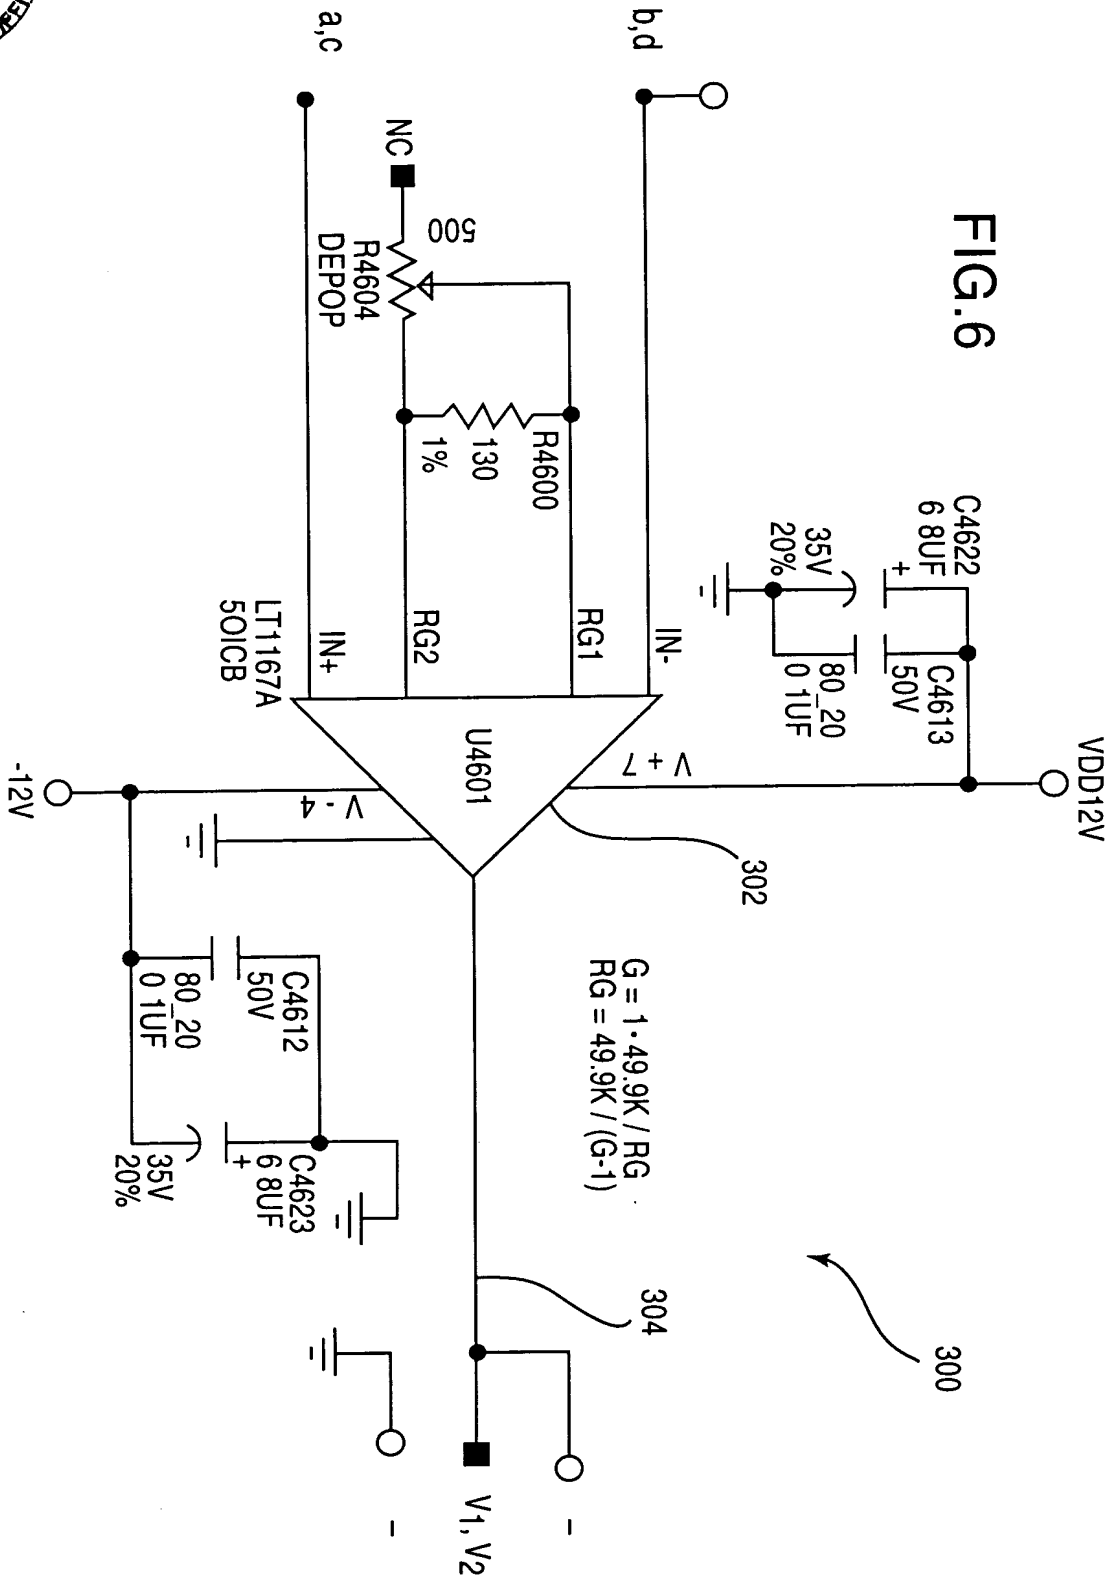 FIG.6
VDD12V
C4622
6 8UF
+
35V
20%
C4613
50V
80_20
0 1UF
b,d
a,c
NC
500
R4604
DEPOP
R4600
130
1%
IN-
RG1
RG2
IN+
LT1167A
5OICB
U4601
V + 7
V - 4
-12V
302
G = 1 · 49.9K / RG
RG = 49.9K / (G-1)
C4612
50V
80_20
0 1UF
C4623
6 8UF
+
35V
20%
304
300
V1, V2
-
-